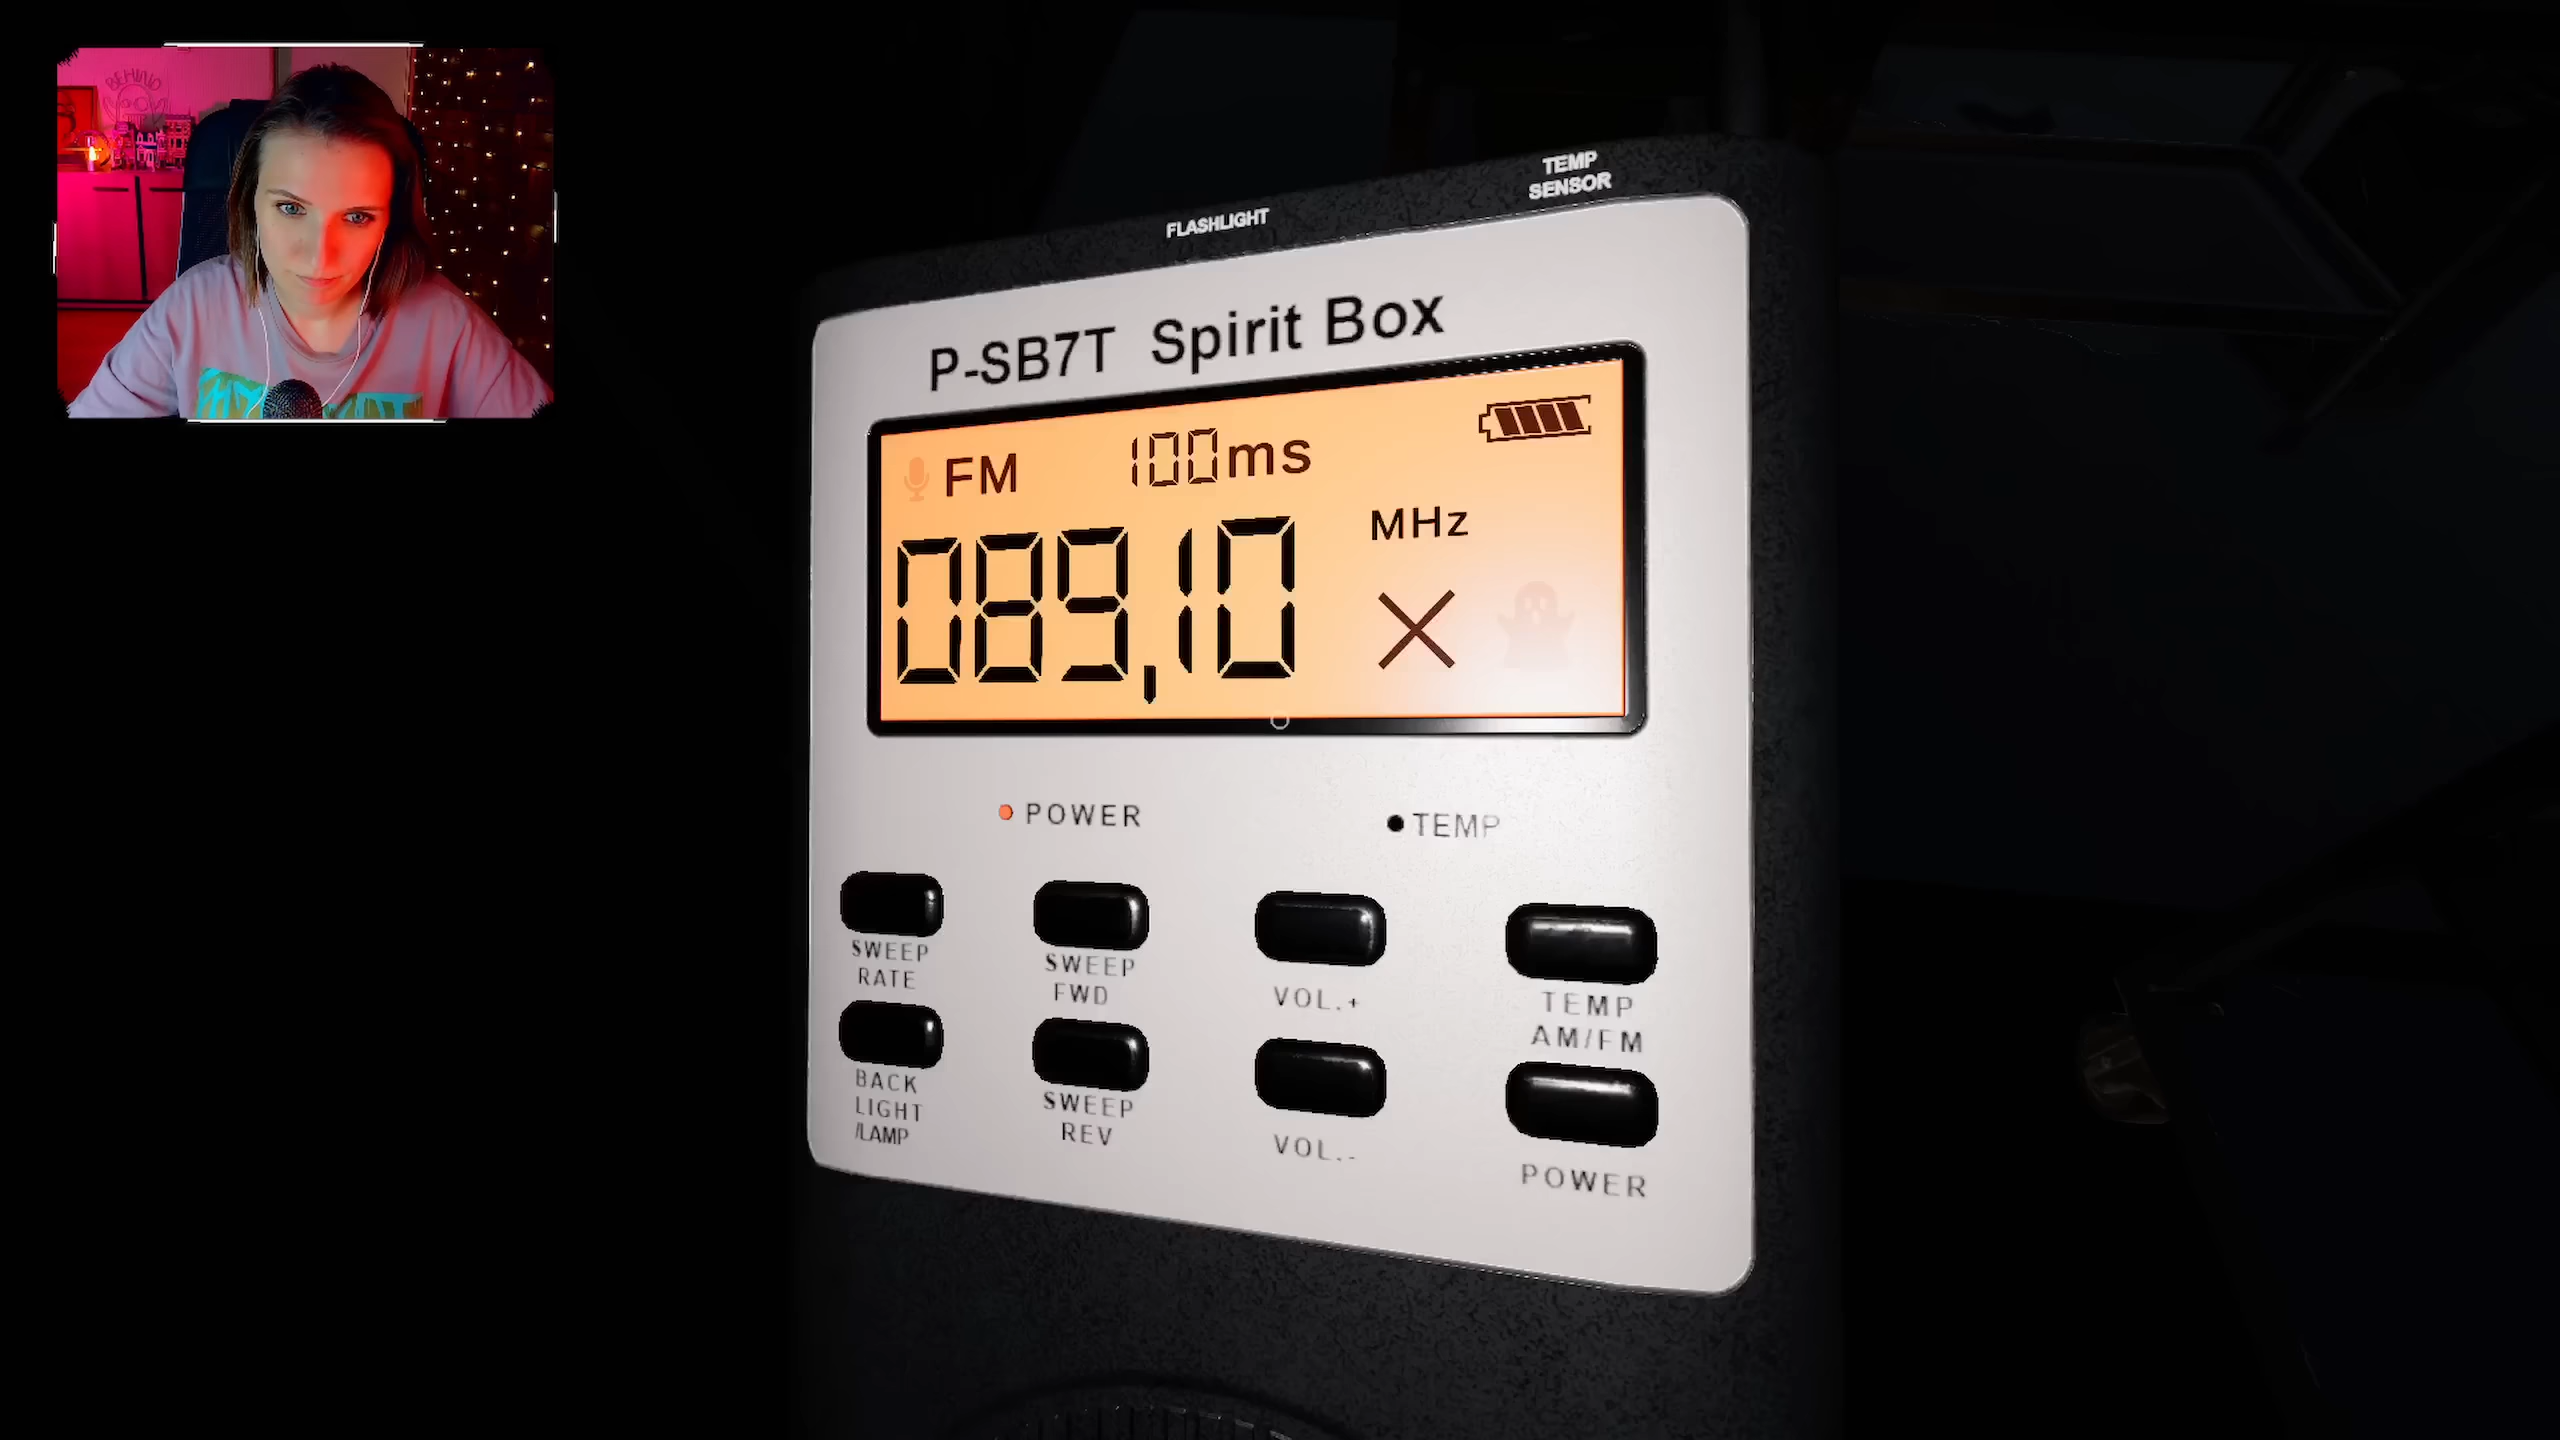 BEHIND
TEMP
SENSOR
FLASHLIGHT
P-SB7T Spirit Box
FM 100ms
089,10 MHz
POWER
TEMP
SWEEP
RATE
SWEEP
FWD
VOL.+
TEMP
AM/FM
BACK
LIGHT
/LAMP
SWEEP
REV
VOL.-
POWER